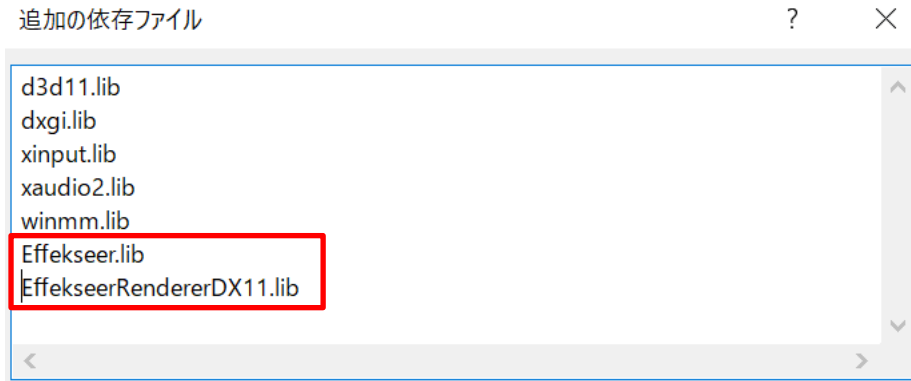 追加の依存ファイル ? ×
d3d11.lib
dxgi.lib
xinput.lib
xaudio2.lib
winmm.lib
Effekseer.lib
EffekseerRendererDX11.lib